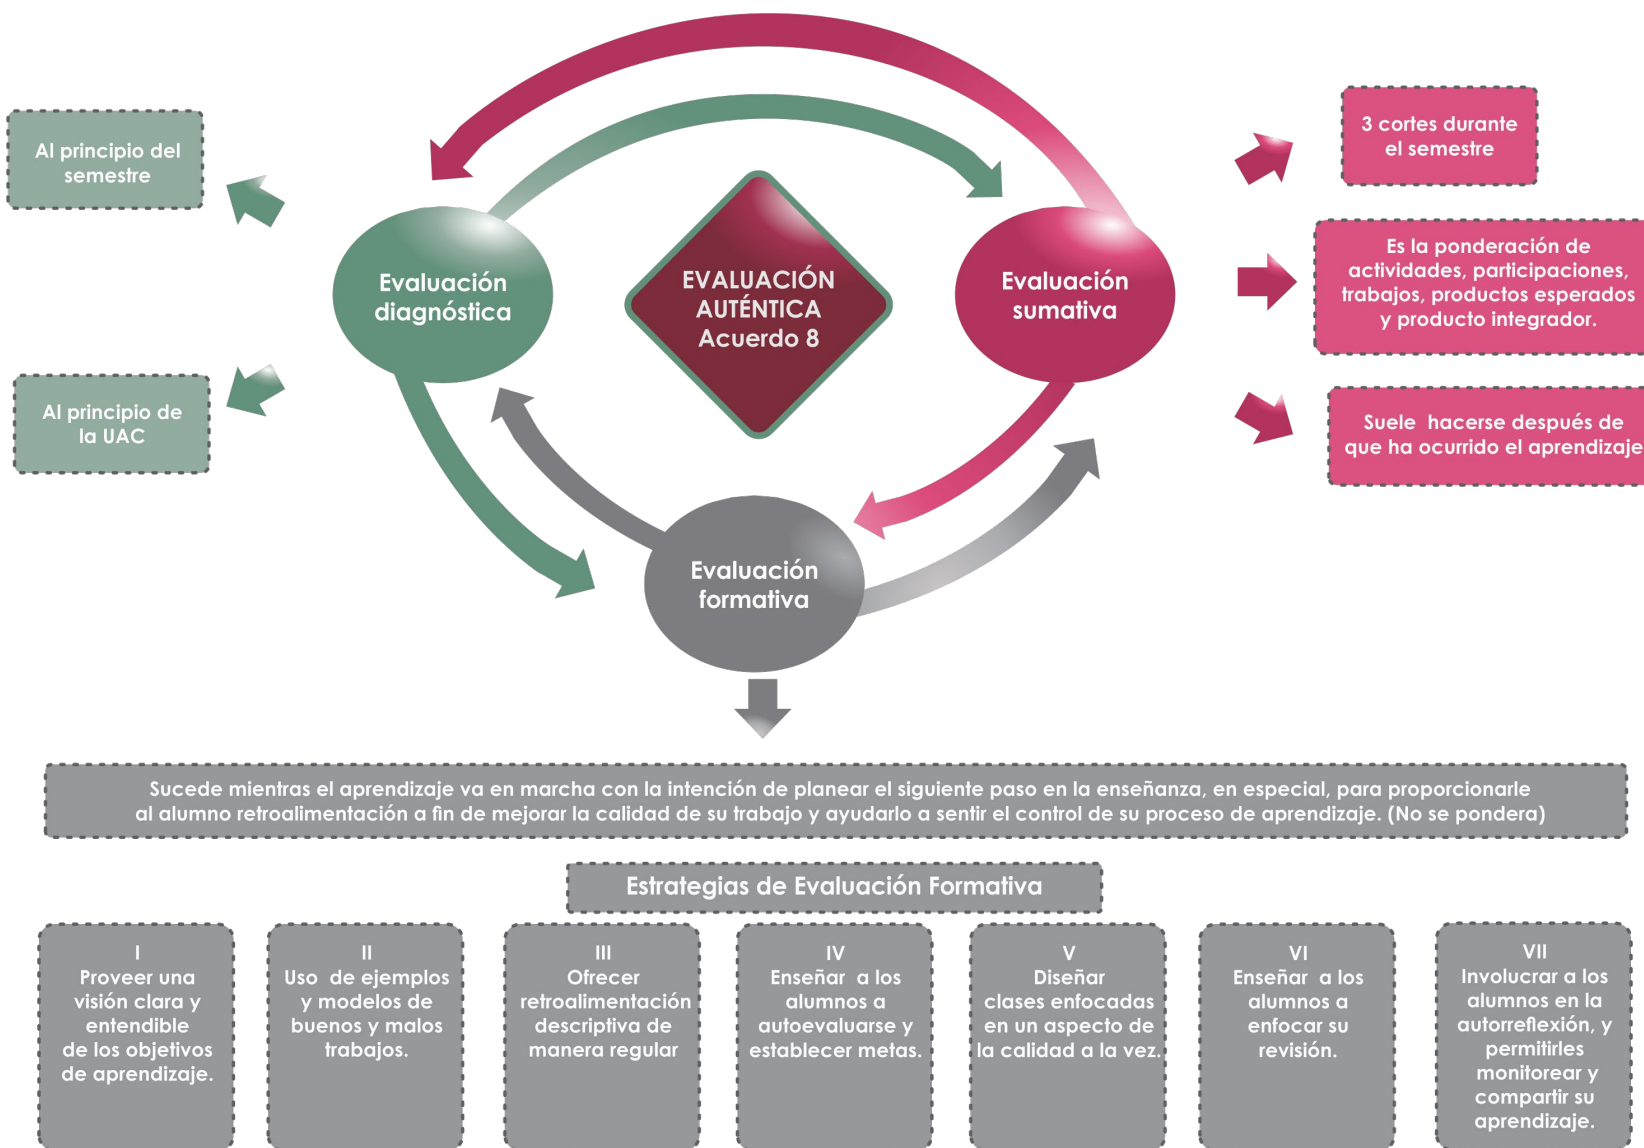 Al principio del
semestre
Al principio de
la UAC
Evaluación
diagnóstica
EVALUACIÓN
AUTÉNTICA
Acuerdo 8
Evaluación
sumativa
3 cortes durante
el semestre
Es la ponderación de
actividades, participaciones,
trabajos, productos esperados
y producto integrador.
Suele hacerse después de
que ha ocurrido el aprendizaje
Evaluación
formativa
Sucede mientras el aprendizaje va en marcha con la intención de planear el siguiente paso en la enseñanza, en especial, para proporcionarle
al alumno retroalimentación a fin de mejorar la calidad de su trabajo y ayudarlo a sentir el control de su proceso de aprendizaje. (No se pondera)
Estrategias de Evaluación Formativa
I
Proveer una
visión clara y
entendible
de los objetivos
de aprendizaje.
II
Uso de ejemplos
y modelos de
buenos y malos
trabajos.
III
Ofrecer
retroalimentación
descriptiva de
manera regular
IV
Enseñar a los
alumnos a
autoevaluarse y
establecer metas.
V
Diseñar
clases enfocadas
en un aspecto de
la calidad a la vez.
VI
Enseñar a los
alumnos a
enfocar su
revisión.
VII
Involucrar a los
alumnos en la
autorreflexión, y
permitirles
monitorear y
compartir su
aprendizaje.